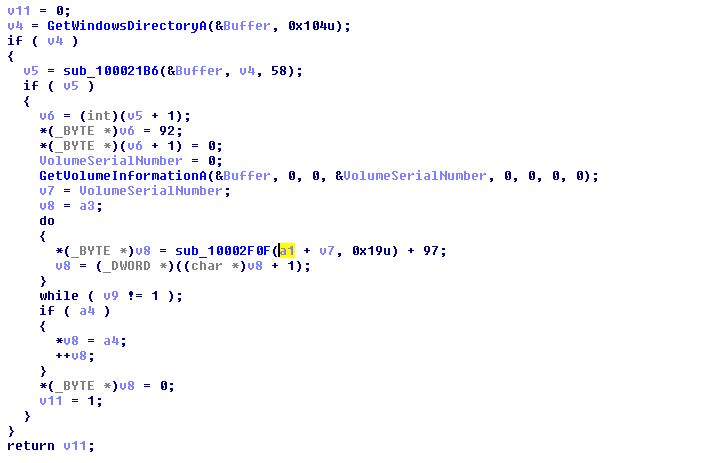 v11 = 0;
v4 = GetWindowsDirectoryA(&Buffer, 0x104u);
if ( v4 )
{
  v5 = sub_100021B6(&Buffer, v4, 58);
  if ( v5 )
  {
    v6 = (int)(v5 + 1);
    *(_BYTE *)v6 = 92;
    *(_BYTE *)(v6 + 1) = 0;
    VolumeSerialNumber = 0;
    GetVolumeInformationA(&Buffer, 0, 0, &VolumeSerialNumber, 0, 0, 0, 0);
    v7 = VolumeSerialNumber;
    v8 = a3;
    do
    {
      *(_BYTE *)v8 = sub_10002F0F(a1 + v7, 0x19u) + 97;
      v8 = (_DWORD *)((char *)v8 + 1);
    }
    while ( v9 != 1 );
    if ( a4 )
    {
      *v8 = a4;
      ++v8;
    }
    *(_BYTE *)v8 = 0;
    v11 = 1;
  }
}
return v11;